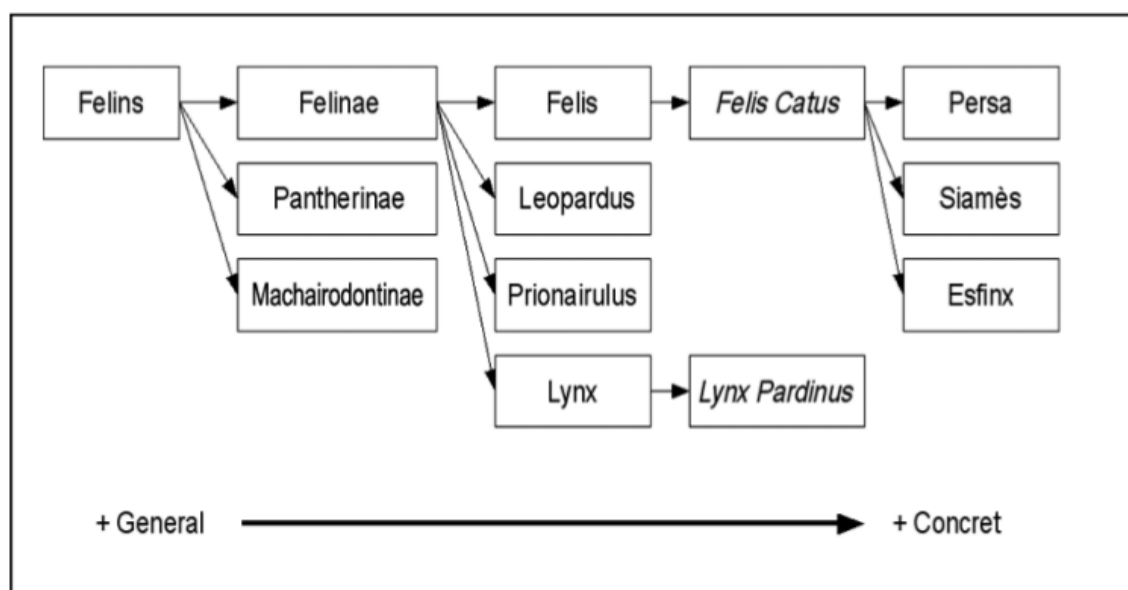 Felins
Felinae
Felis
Felis Catus
Persa
Pantherinae
Leopardus
Siamès
Machairodontinae
Prionairulus
Esfinx
Lynx
Lynx Pardinus
+ General
+ Concret